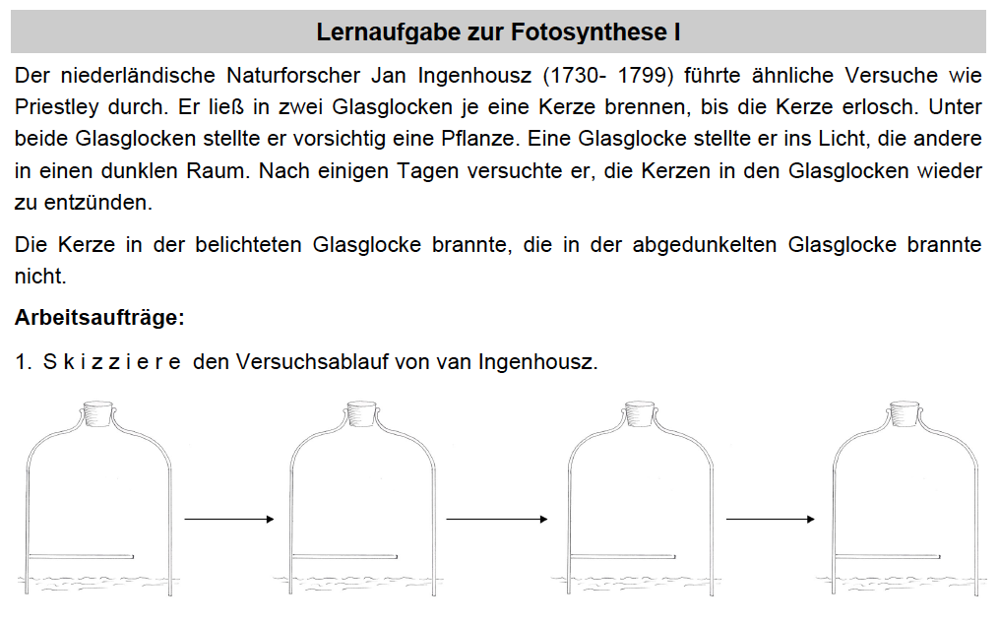 Lernaufgabe zur Fotosynthese I
Der niederländische Naturforscher Jan Ingenhousz (1730- 1799) führte ähnliche Versuche wie
Priestley durch. Er ließ in zwei Glasglocken je eine Kerze brennen, bis die Kerze erlosch. Unter
beide Glasglocken stellte er vorsichtig eine Pflanze. Eine Glasglocke stellte er ins Licht, die andere
in einen dunklen Raum. Nach einigen Tagen versuchte er, die Kerzen in den Glasglocken wieder
zu entzünden.
Die Kerze in der belichteten Glasglocke brannte, die in der abgedunkelten Glasglocke brannte
nicht.
Arbeitsaufträge:
1. S k i z z i e r e den Versuchsablauf von van Ingenhousz.